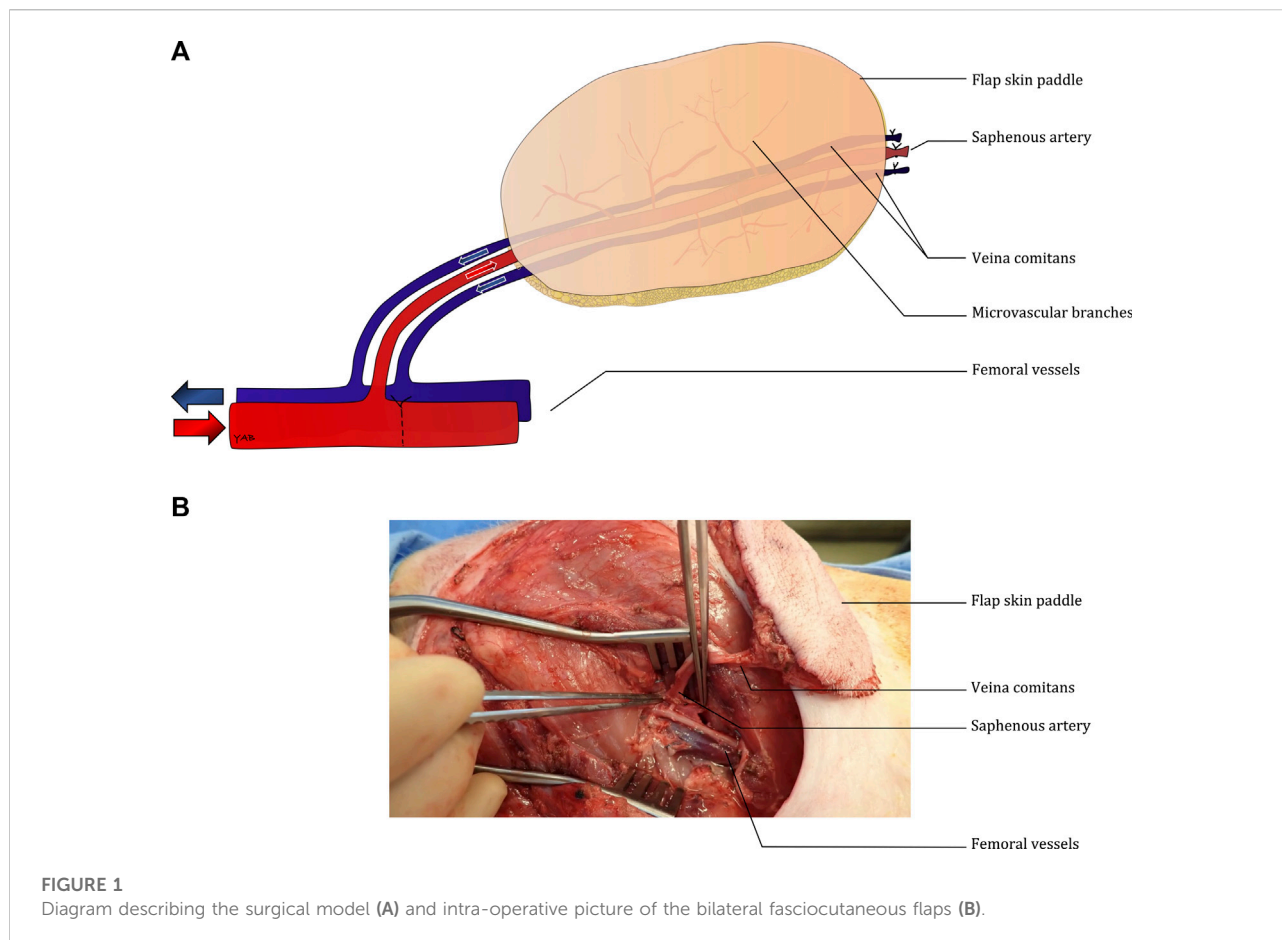 A
Flap skin paddle
Saphenous artery
Veina comitans
Microvascular branches
Femoral vessels
YAB
B
Flap skin paddle
Veina comitans
Saphenous artery
Femoral vessels
FIGURE 1
Diagram describing the surgical model (A) and intra-operative picture of the bilateral fasciocutaneous flaps (B).